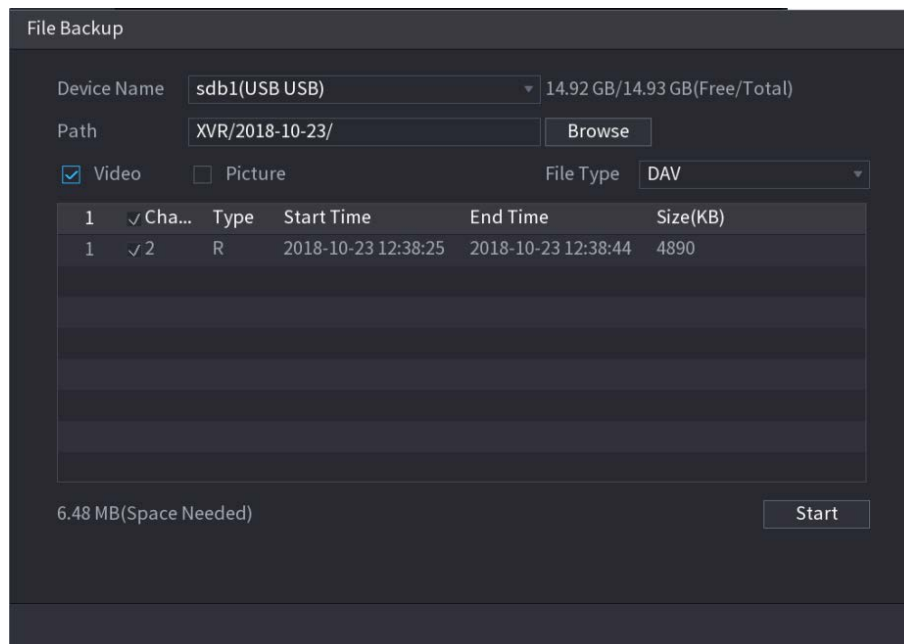 File Backup
Device Name sdb1(USB USB) 14.92 GB/14.93 GB(Free/Total)
Path XVR/2018-10-23/ Browse
Video Picture File Type DAV
1 Cha... Type Start Time End Time Size(KB)
1 2 R 2018-10-23 12:38:25 2018-10-23 12:38:44 4890
6.48 MB(Space Needed) Start